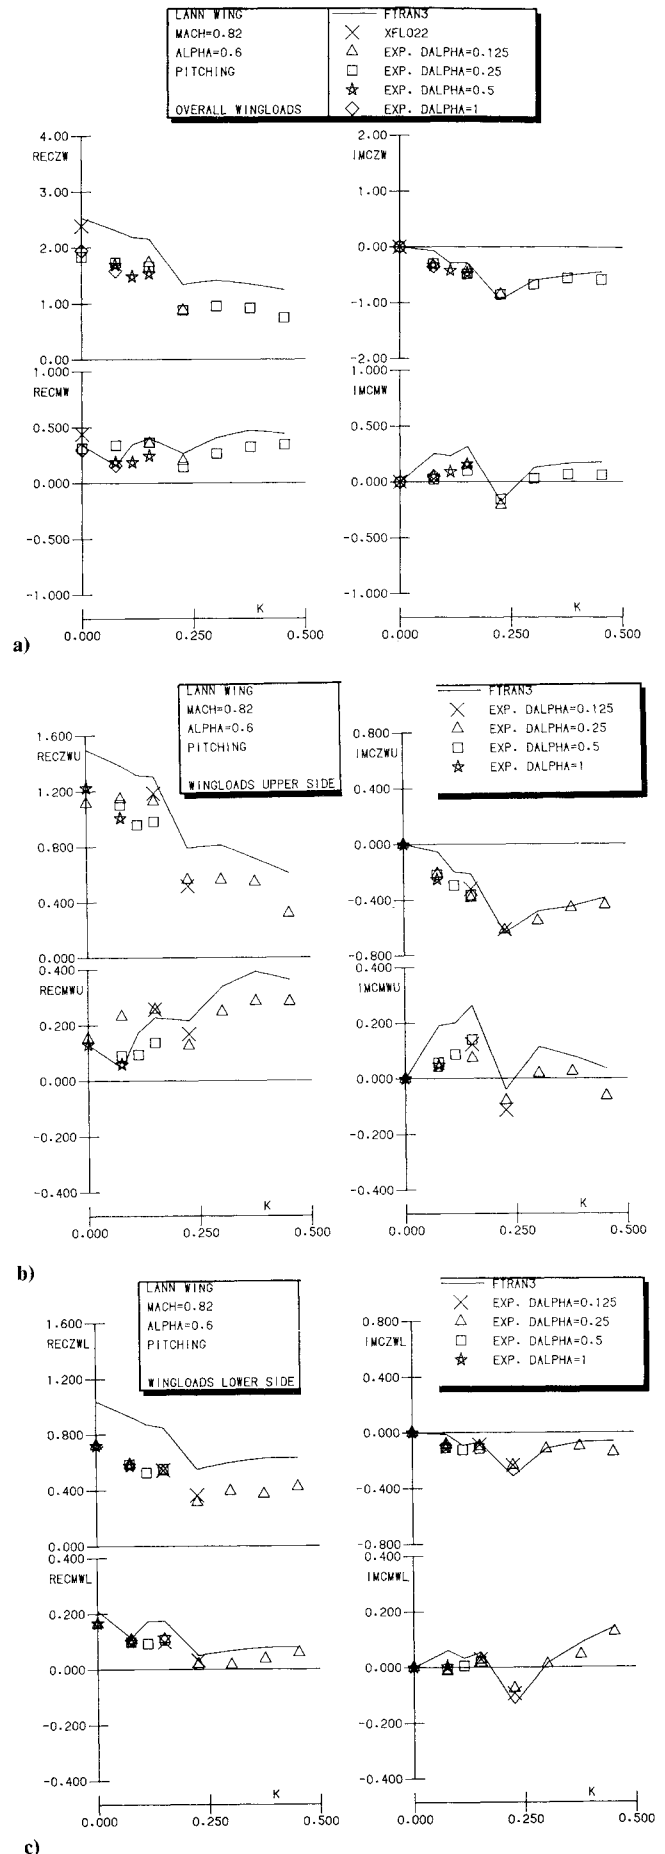 LANN WING
MACH=0.82
ALPHA=0.6
PITCHING
OVERALL WINGLOADS
FTRAN3
XFLO22
EXP. DALPHA=0.125
EXP. DALPHA=0.25
EXP. DALPHA=0.5
EXP. DALPHA=1
4.00
RECZW
3.00
2.00
1.00
0.00
2.00
IMCZW
1.00
0.00
-1.00
-2.00
1.000
RECMW
0.500
0.000
-0.500
-1.000
K
0.000
0.250
0.500
1.000
IMCMW
0.500
0.000
-0.500
-1.000
K
0.000
0.250
0.500
a)
LANN WING
MACH=0.82
ALPHA=0.6
PITCHING
WINGLOADS UPPER SIDE
FTRAN3
EXP. DALPHA=0.125
EXP. DALPHA=0.25
EXP. DALPHA=0.5
EXP. DALPHA=1
1.600
RECZWU
1.200
0.800
0.400
0.000
0.800
IMCZWU
0.400
0.000
-0.400
-0.800
0.400
RECMWU
0.200
0.000
-0.200
-0.400
K
0.000
0.250
0.500
0.400
IMCMWU
0.200
0.000
-0.200
-0.400
K
0.000
0.250
0.500
b)
LANN WING
MACH=0.82
ALPHA=0.6
PITCHING
WINGLOADS LOWER SIDE
FTRAN3
EXP. DALPHA=0.125
EXP. DALPHA=0.25
EXP. DALPHA=0.5
EXP. DALPHA=1
1.600
RECZWL
1.200
0.800
0.400
0.000
0.800
IMCZWL
0.400
0.000
-0.400
-0.800
0.400
RECMWL
0.200
0.000
-0.200
-0.400
K
0.000
0.250
0.500
0.400
IMCMWL
0.200
0.000
-0.200
-0.400
K
0.000
0.250
0.500
c)